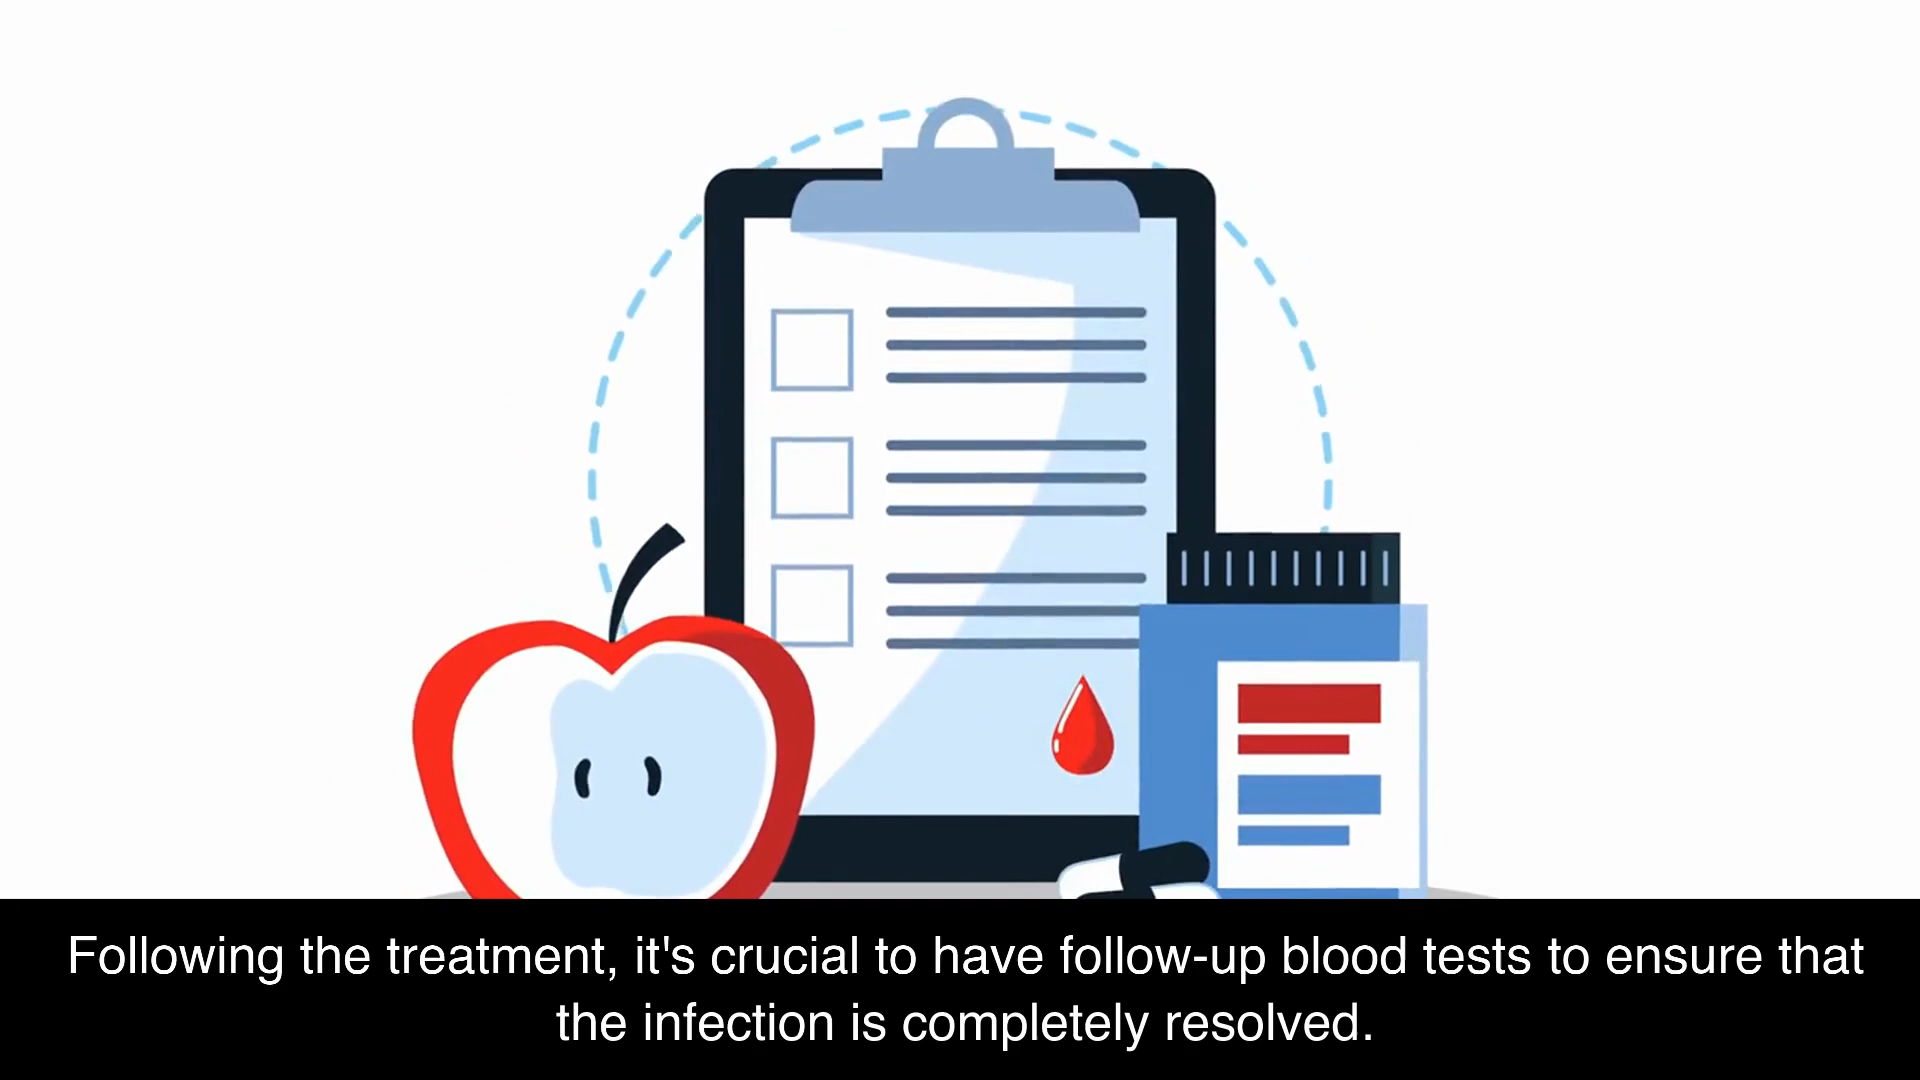 Following the treatment, it's crucial to have follow-up blood tests to ensure that
the infection is completely resolved.